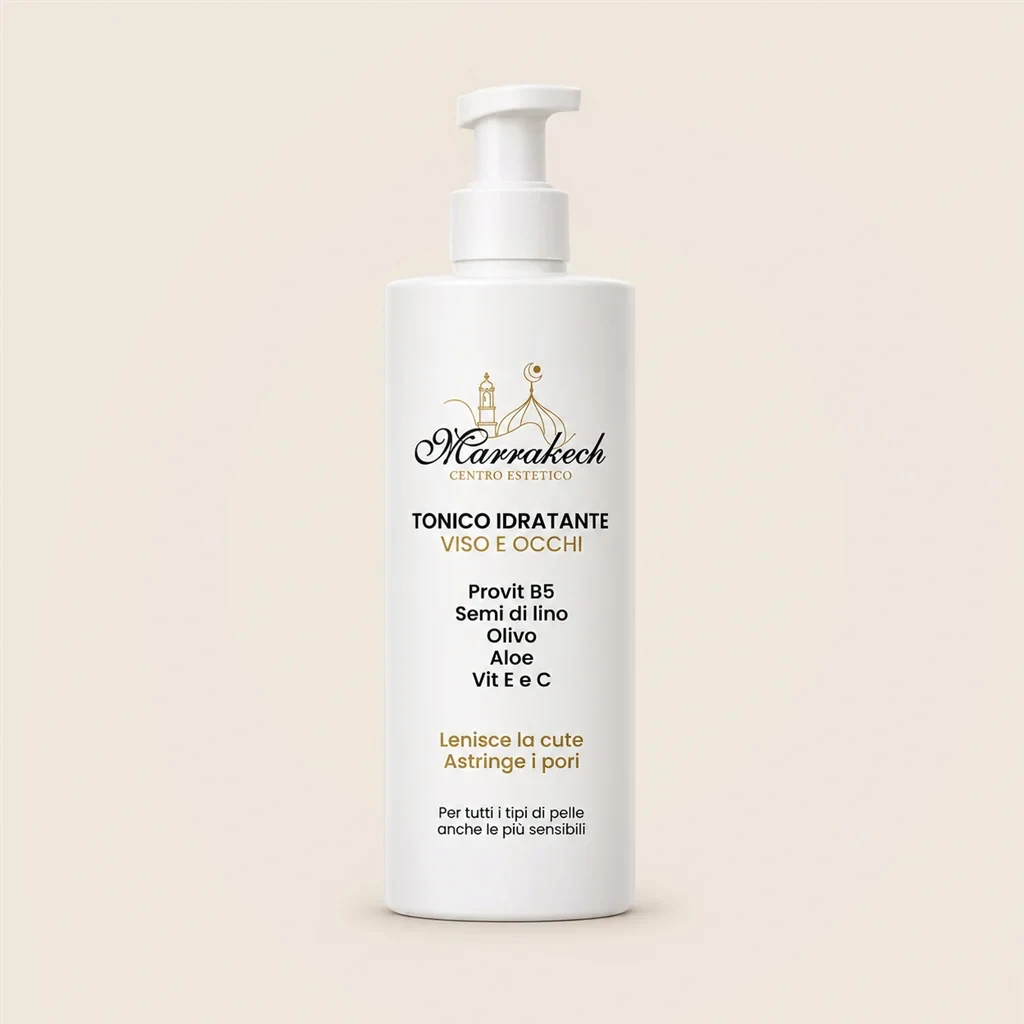 Marrakech
CENTRO ESTETICO
TONICO IDRATANTE
VISO E OCCHI
Provit B5
Semi di lino
Olivo
Aloe
Vit E e C
Lenisce la cute
Astringe i pori
Per tutti i tipi di pelle
anche le più sensibili